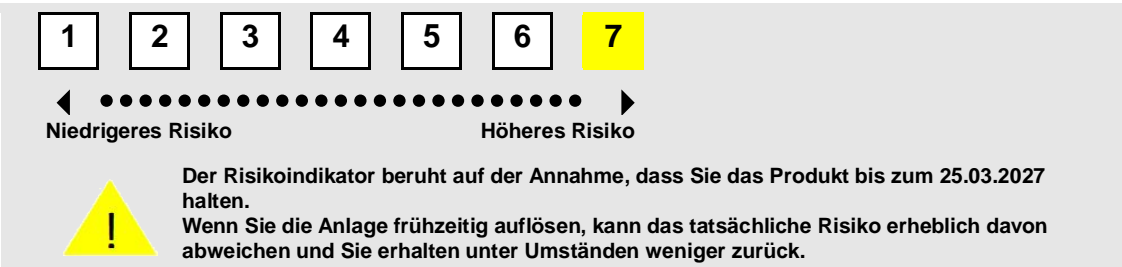 1 2 3 4 5 6 7
Niedrigeres Risiko Höheres Risiko
Der Risikoindikator beruht auf der Annahme, dass Sie das Produkt bis zum 25.03.2027
halten.
Wenn Sie die Anlage frühzeitig auflösen, kann das tatsächliche Risiko erheblich davon
abweichen und Sie erhalten unter Umständen weniger zurück.
!